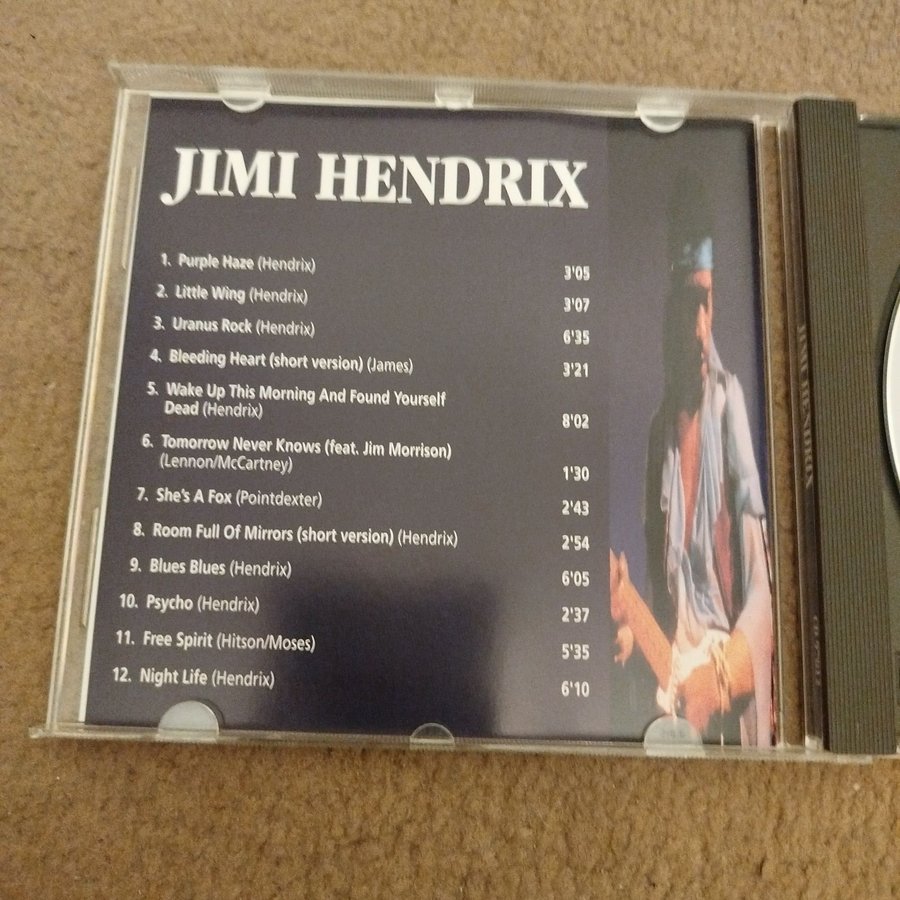 JIMI HENDRIX
1. Purple Haze (Hendrix) 3'05
2. Little Wing (Hendrix) 3'07
3. Uranus Rock (Hendrix) 6'35
4. Bleeding Heart (short version) (James) 3'21
5. Wake Up This Morning And Found Yourself
Dead (Hendrix) 8'02
6. Tomorrow Never Knows (feat. Jim Morrison)
(Lennon/McCartney) 1'30
7. She's A Fox (Pointdexter) 2'43
8. Room Full Of Mirrors (short version) (Hendrix) 2'54
9. Blues Blues (Hendrix) 6'05
10. Psycho (Hendrix) 2'37
11. Free Spirit (Hitson/Moses) 5'35
12. Night Life (Hendrix) 6'10
JIMI HENDRIX